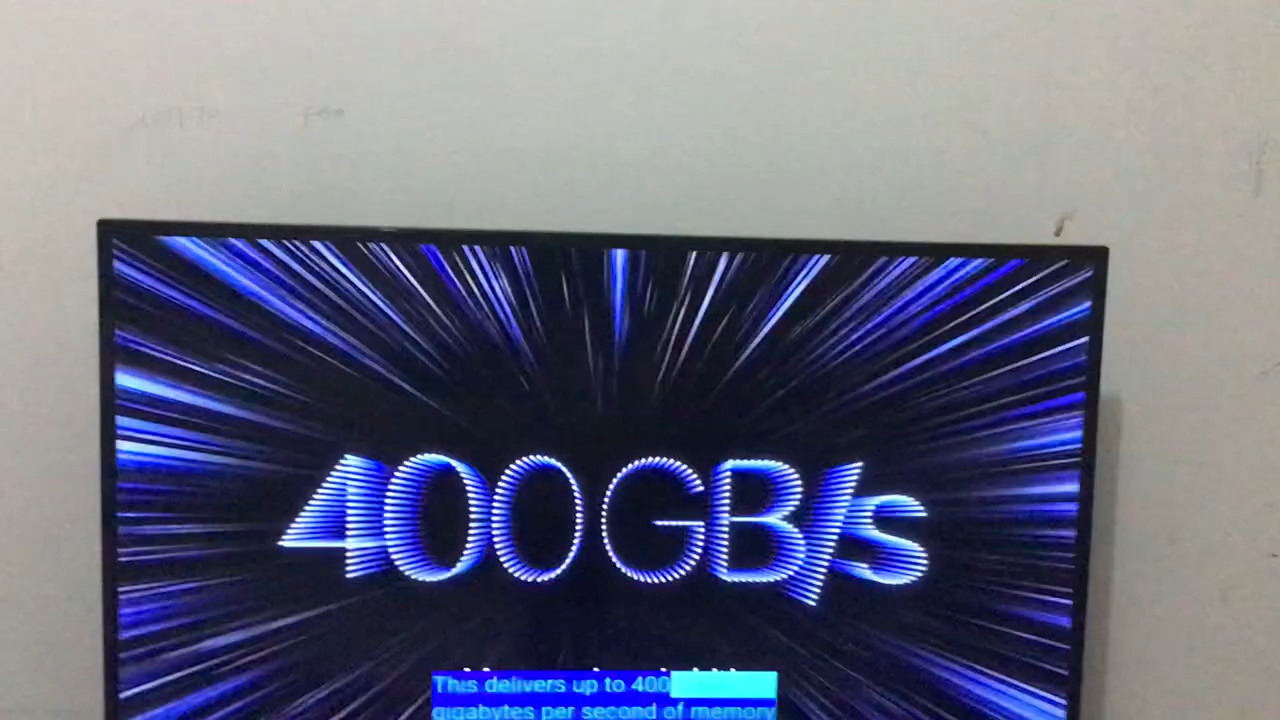 400GB/s
This delivers up to 400
gigabytes per second of memory